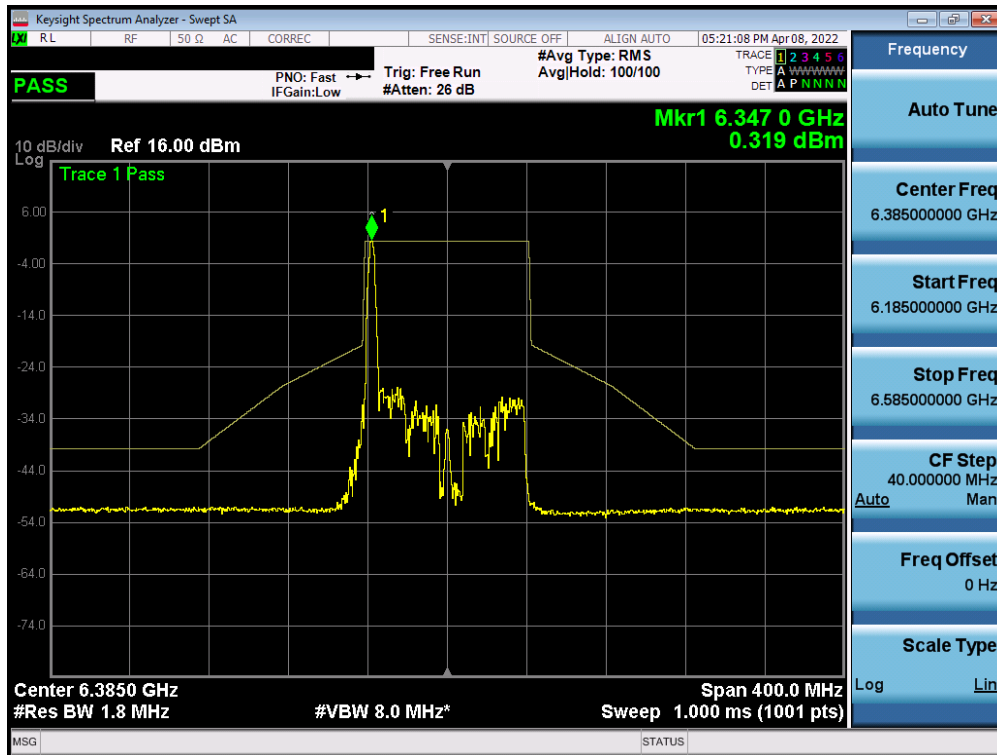 Keysight Spectrum Analyzer - Swept SA
LXI RL RF 50 Ω AC CORREC SENSE:INT SOURCE OFF ALIGN AUTO 05:21:08 PM Apr 08, 2022
PASS
PNO: Fast
IFGain:Low
Trig: Free Run
#Atten: 26 dB
#Avg Type: RMS
Avg|Hold: 100/100
TRACE 1 2 3 4 5 6
TYPE A WWWWW
DET A P N N N N
Mkr1 6.347 0 GHz
0.319 dBm
10 dB/div Ref 16.00 dBm
Log
Trace 1 Pass
1
6.00
-4.00
-14.0
-24.0
-34.0
-44.0
-54.0
-64.0
-74.0
Center 6.3850 GHz Span 400.0 MHz
#Res BW 1.8 MHz #VBW 8.0 MHz* Sweep 1.000 ms (1001 pts)
MSG STATUS
Frequency
Auto Tune
Center Freq
6.385000000 GHz
Start Freq
6.185000000 GHz
Stop Freq
6.585000000 GHz
CF Step
40.000000 MHz
Auto Man
Freq Offset
0 Hz
Scale Type
Log Lin